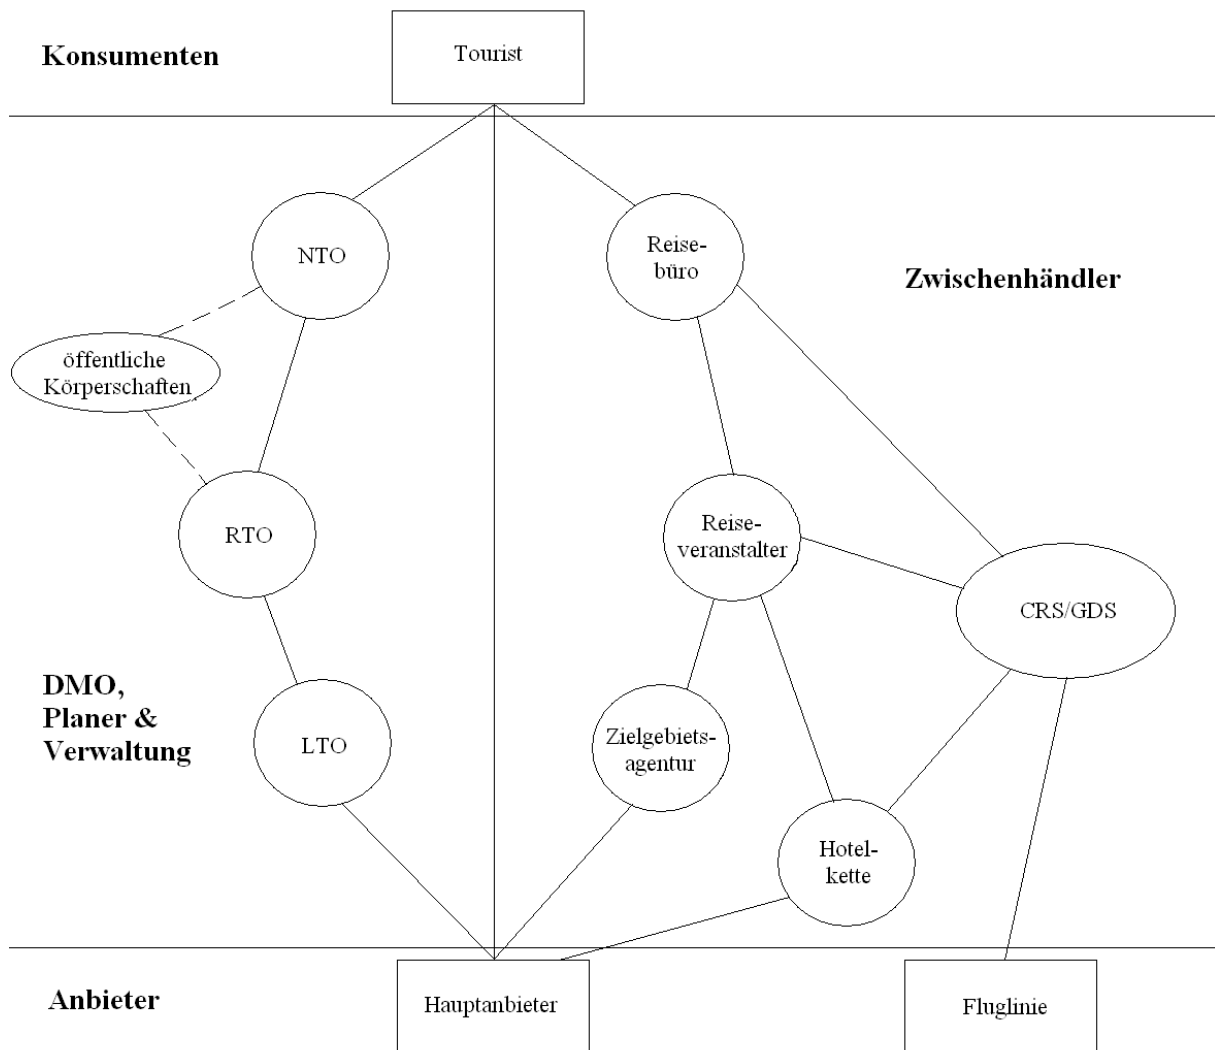 Konsumenten
Tourist
NTO
Reise-
büro
Zwischenhändler
öffentliche
Körperschaften
RTO
Reise-
veranstalter
CRS/GDS
DMO,
Planer &
Verwaltung
LTO
Zielgebiets-
agentur
Hotel-
kette
Anbieter
Hauptanbieter
Fluglinie